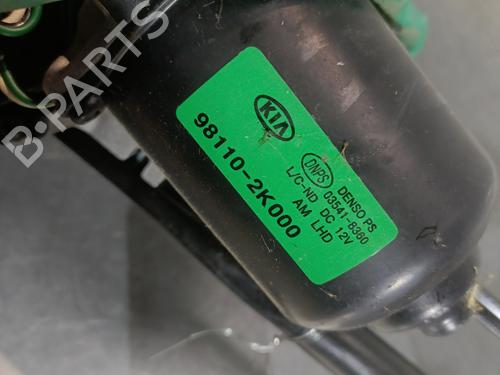 B-PARTS
KIA
98110-2K000
DNPS
DENSO PS
03541-8360
L/C-ND DC 12V
AM LHD